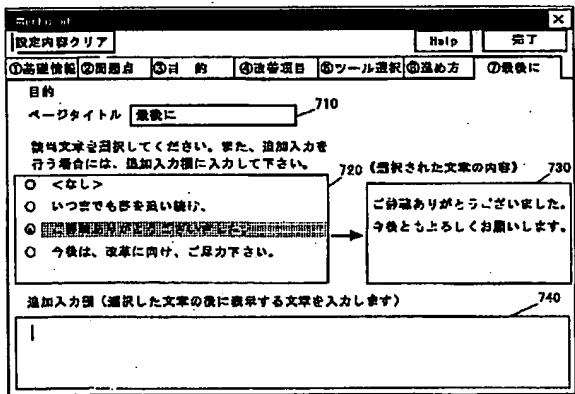 設定内容クリア Help 完了
①基礎情報 ②問題点 ③目 的 ④改善項目 ⑤ツール選択 ⑥進め方 ⑦最後に
目的
ページタイトル 最後に 710
該当文章を選択してください。また、追加入力を
行う場合には、追加入力欄に入力して下さい。
720 (選択された文章の内容) 730
<なし>
いつまでも夢を追い続け、
ご静聴ありがとうございました。
今後ともよろしくお願いします。
今後は、改革に向け、ご尽力下さい。
追加入力欄(選択した文章の後に表示する文章を入力します)
740